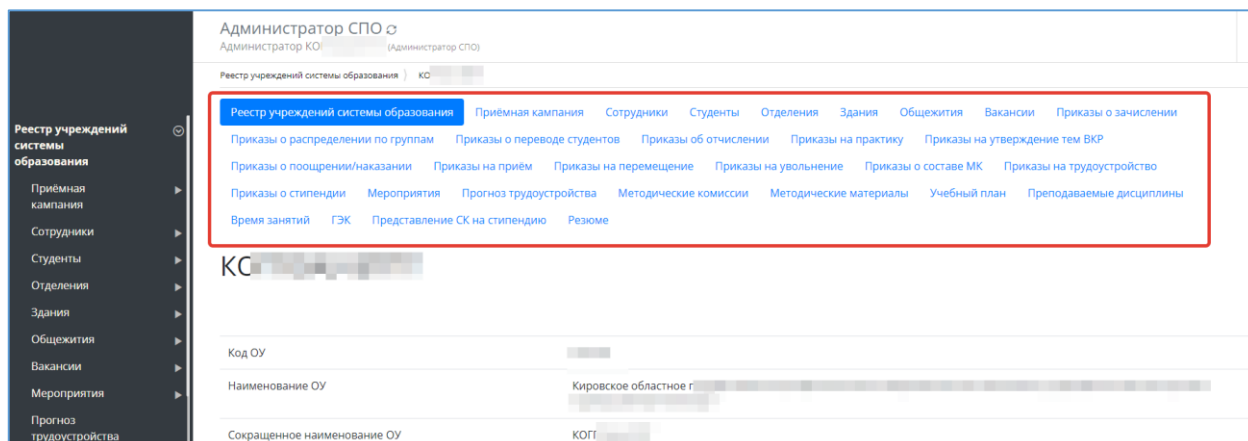 Администратор СПО
Администратор КО (Администратор СПО)
Реестр учреждений системы образования ⟩ КО
Реестр учреждений системы образования Приёмная кампания Сотрудники Студенты Отделения Здания Общежития Вакансии Приказы о зачислении
Приказы о распределении по группам Приказы о переводе студентов Приказы об отчислении Приказы на практику Приказы на утверждение тем ВКР
Приказы о поощрении/наказании Приказы на приём Приказы на перемещение Приказы на увольнение Приказы о составе МК Приказы на трудоустройство
Приказы о стипендии Мероприятия Прогноз трудоустройства Методические комиссии Методические материалы Учебный план Преподаваемые дисциплины
Время занятий ГЭК Представление СК на стипендию Резюме
Реестр учреждений
системы
образования
Приёмная
кампания
Сотрудники
Студенты
Отделения
Здания
Общежития
Вакансии
Мероприятия
Прогноз
трудоустройства
КО
Код ОУ
Наименование ОУ Кировское областное г
Сокращенное наименование ОУ КОГГ